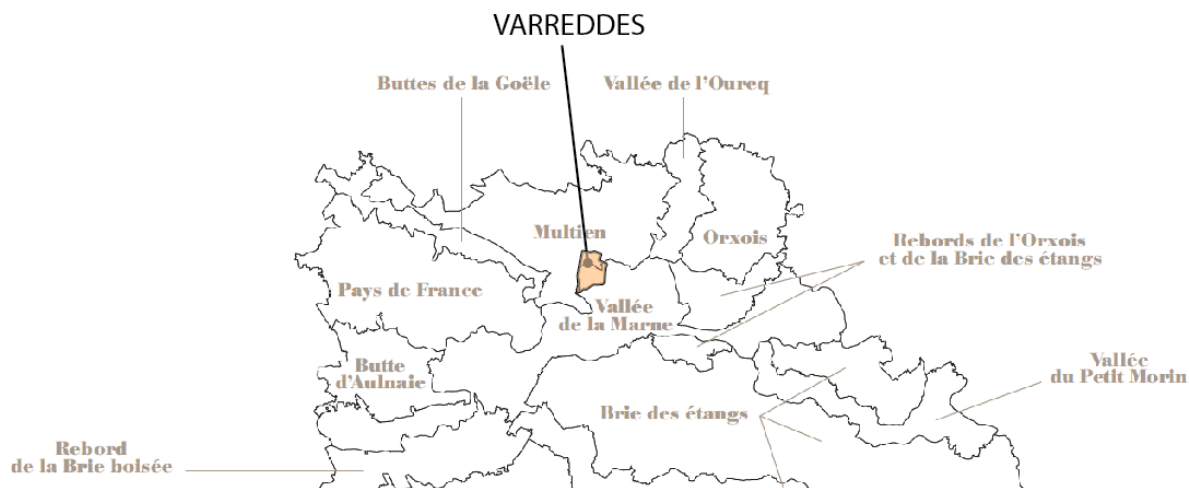 VARREDDES
Buttes de la Goële
Vallée de l'Ourcq
Multien
Orxois
Rebords de l'Orxois
et de la Brie des étangs
Pays de France
Vallée
de la Marne
Butte
d'Aulnaie
Vallée
du Petit Morin
Brie des étangs
Rebord
de la Brie boisée